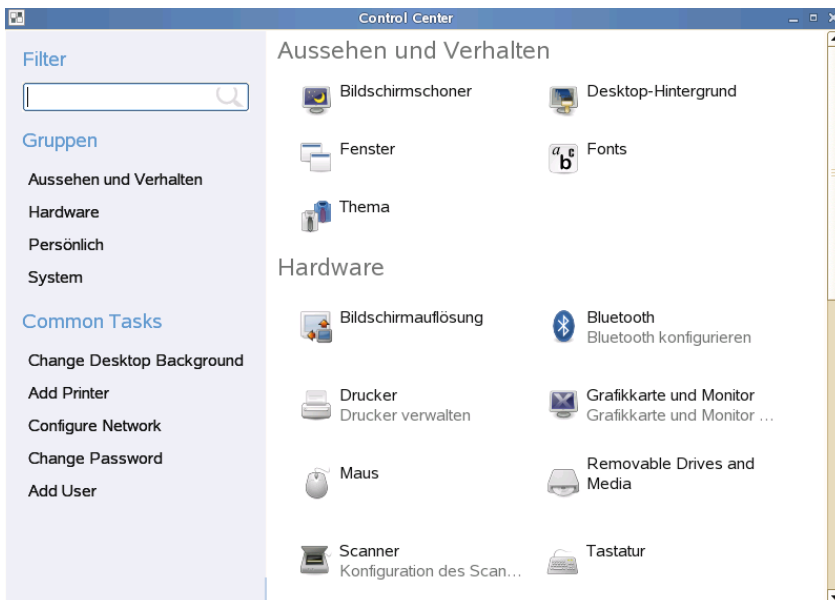 Control Center
Filter
Gruppen
Aussehen und Verhalten
Hardware
Persönlich
System
Common Tasks
Change Desktop Background
Add Printer
Configure Network
Change Password
Add User
Aussehen und Verhalten
Bildschirmschoner
Desktop-Hintergrund
Fenster
Fonts
Thema
Hardware
Bildschirmauflösung
Bluetooth
Bluetooth konfigurieren
Drucker
Drucker verwalten
Grafikkarte und Monitor
Grafikkarte und Monitor ...
Maus
Removable Drives and
Media
Scanner
Konfiguration des Scan...
Tastatur